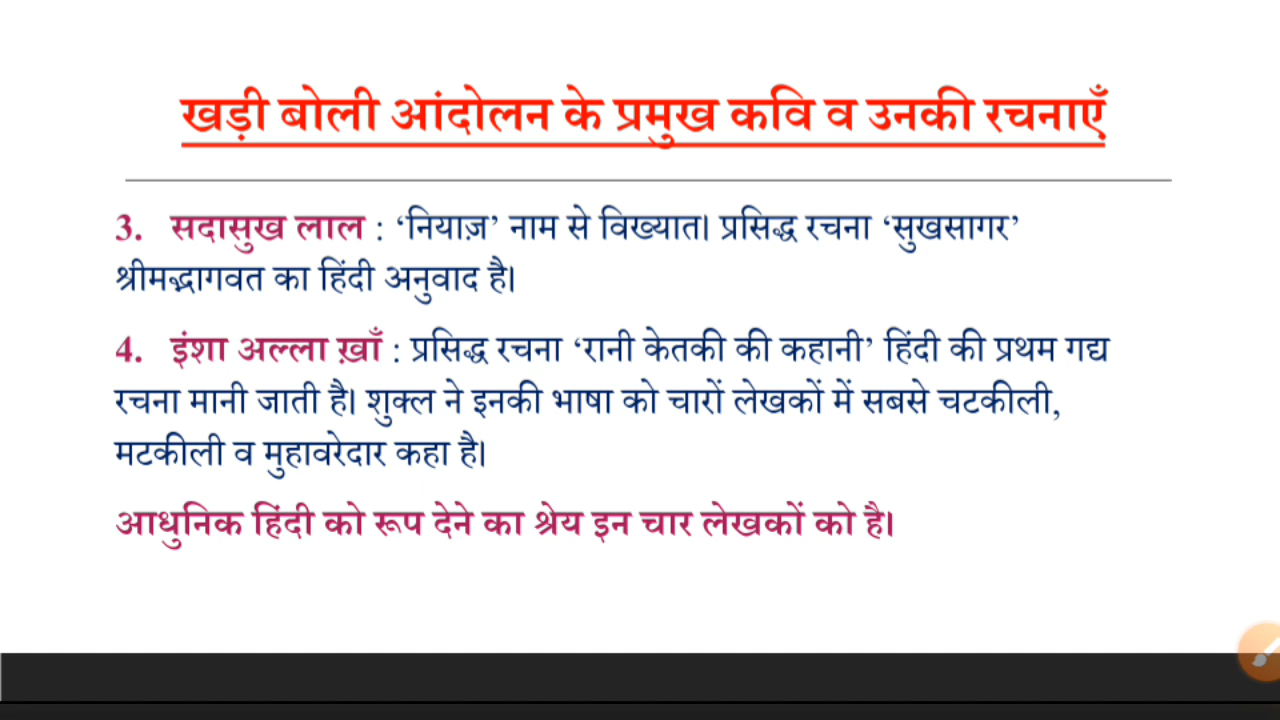 खड़ी बोली आंदोलन के प्रमुख कवि व उनकी रचनाएँ
3. सदासुख लाल : ‘नियाज़’ नाम से विख्यात। प्रसिद्ध रचना ‘सुखसागर’
श्रीमद्भागवत का हिंदी अनुवाद है।
4. इंशा अल्ला ख़ाँ : प्रसिद्ध रचना ‘रानी केतकी की कहानी’ हिंदी की प्रथम गद्य
रचना मानी जाती है। शुक्ल ने इनकी भाषा को चारों लेखकों में सबसे चटकीली,
मटकीली व मुहावरेदार कहा है।
आधुनिक हिंदी को रूप देने का श्रेय इन चार लेखकों को है।